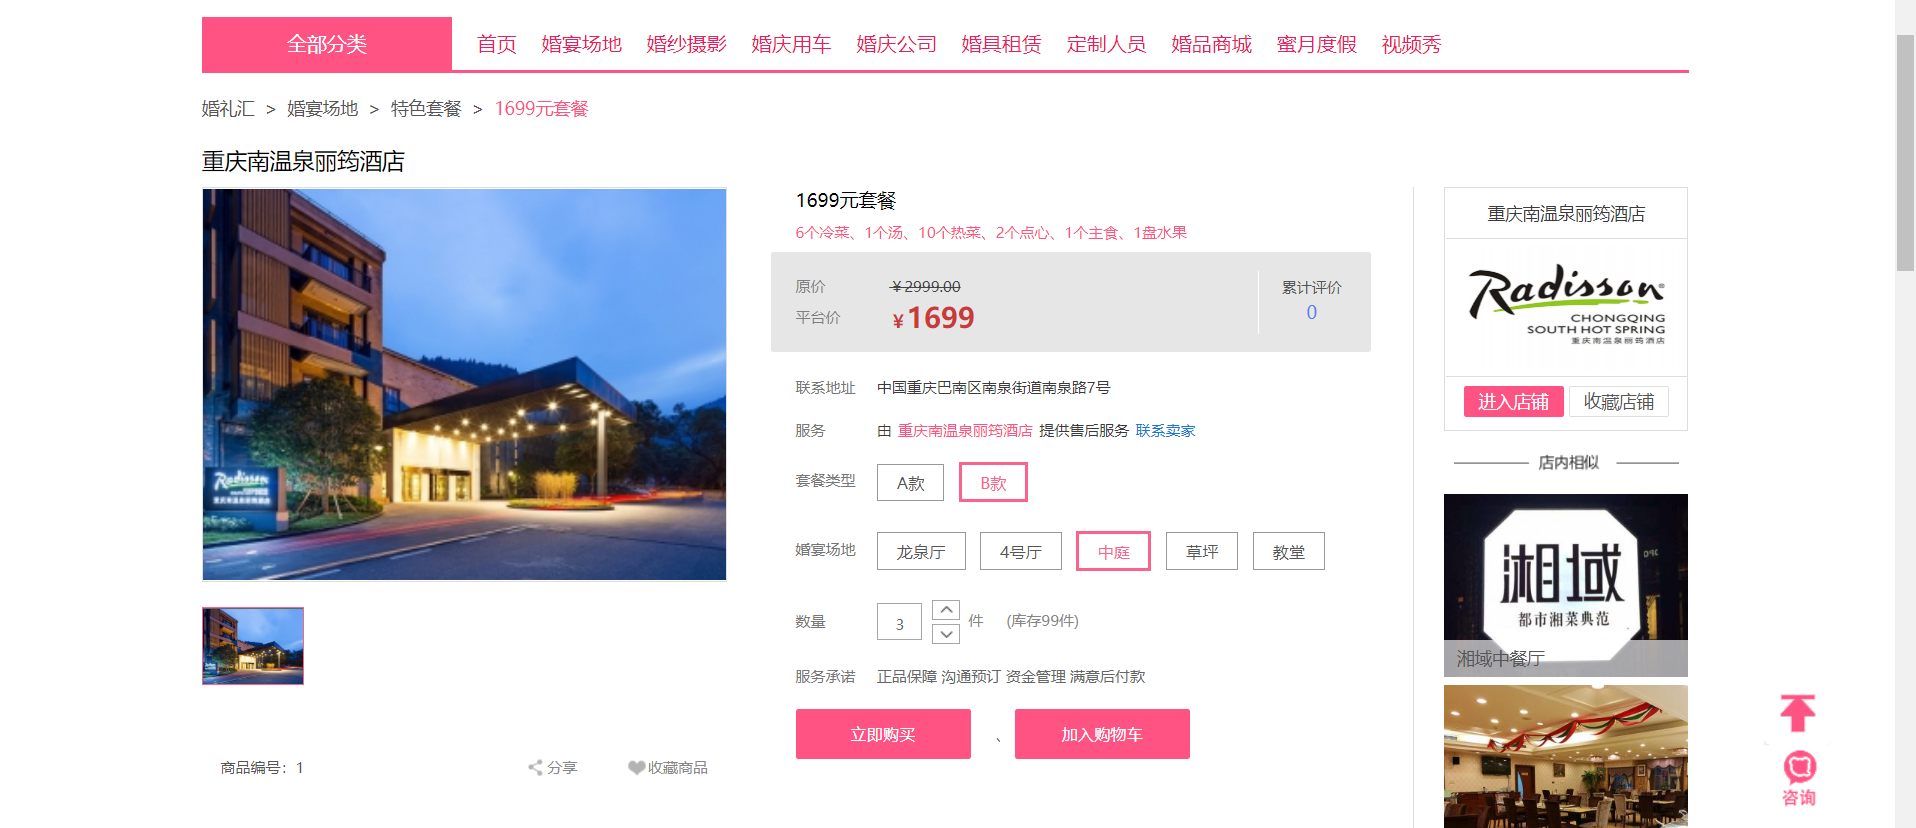 全部分类 首页 婚宴场地 婚纱摄影 婚庆用车 婚庆公司 婚具租赁 定制人员 婚品商城 蜜月度假 视频秀
婚礼汇 > 婚宴场地 > 特色套餐 > 1699元套餐
重庆南温泉丽筠酒店
Radisson
重庆南温泉丽筠酒店
商品编号：1
分享
收藏商品
1699元套餐
6个冷菜、1个汤、10个热菜、2个点心、1个主食、1盘水果
原价 ￥2999.00
平台价 ￥1699
累计评价
0
联系地址 中国重庆巴南区南泉街道南泉路7号
服务 由 重庆南温泉丽筠酒店 提供售后服务 联系卖家
套餐类型 A款 B款
婚宴场地 龙泉厅 4号厅 中庭 草坪 教堂
数量 3 件 (库存99件)
服务承诺 正品保障 沟通预订 资金管理 满意后付款
立即购买 、 加入购物车
重庆南温泉丽筠酒店
Radisson®
CHONGQING
SOUTH HOT SPRING
重庆南温泉丽筠酒店
进入店铺 收藏店铺
店内相似
湘域
都市湘菜典范
湘域中餐厅
咨询